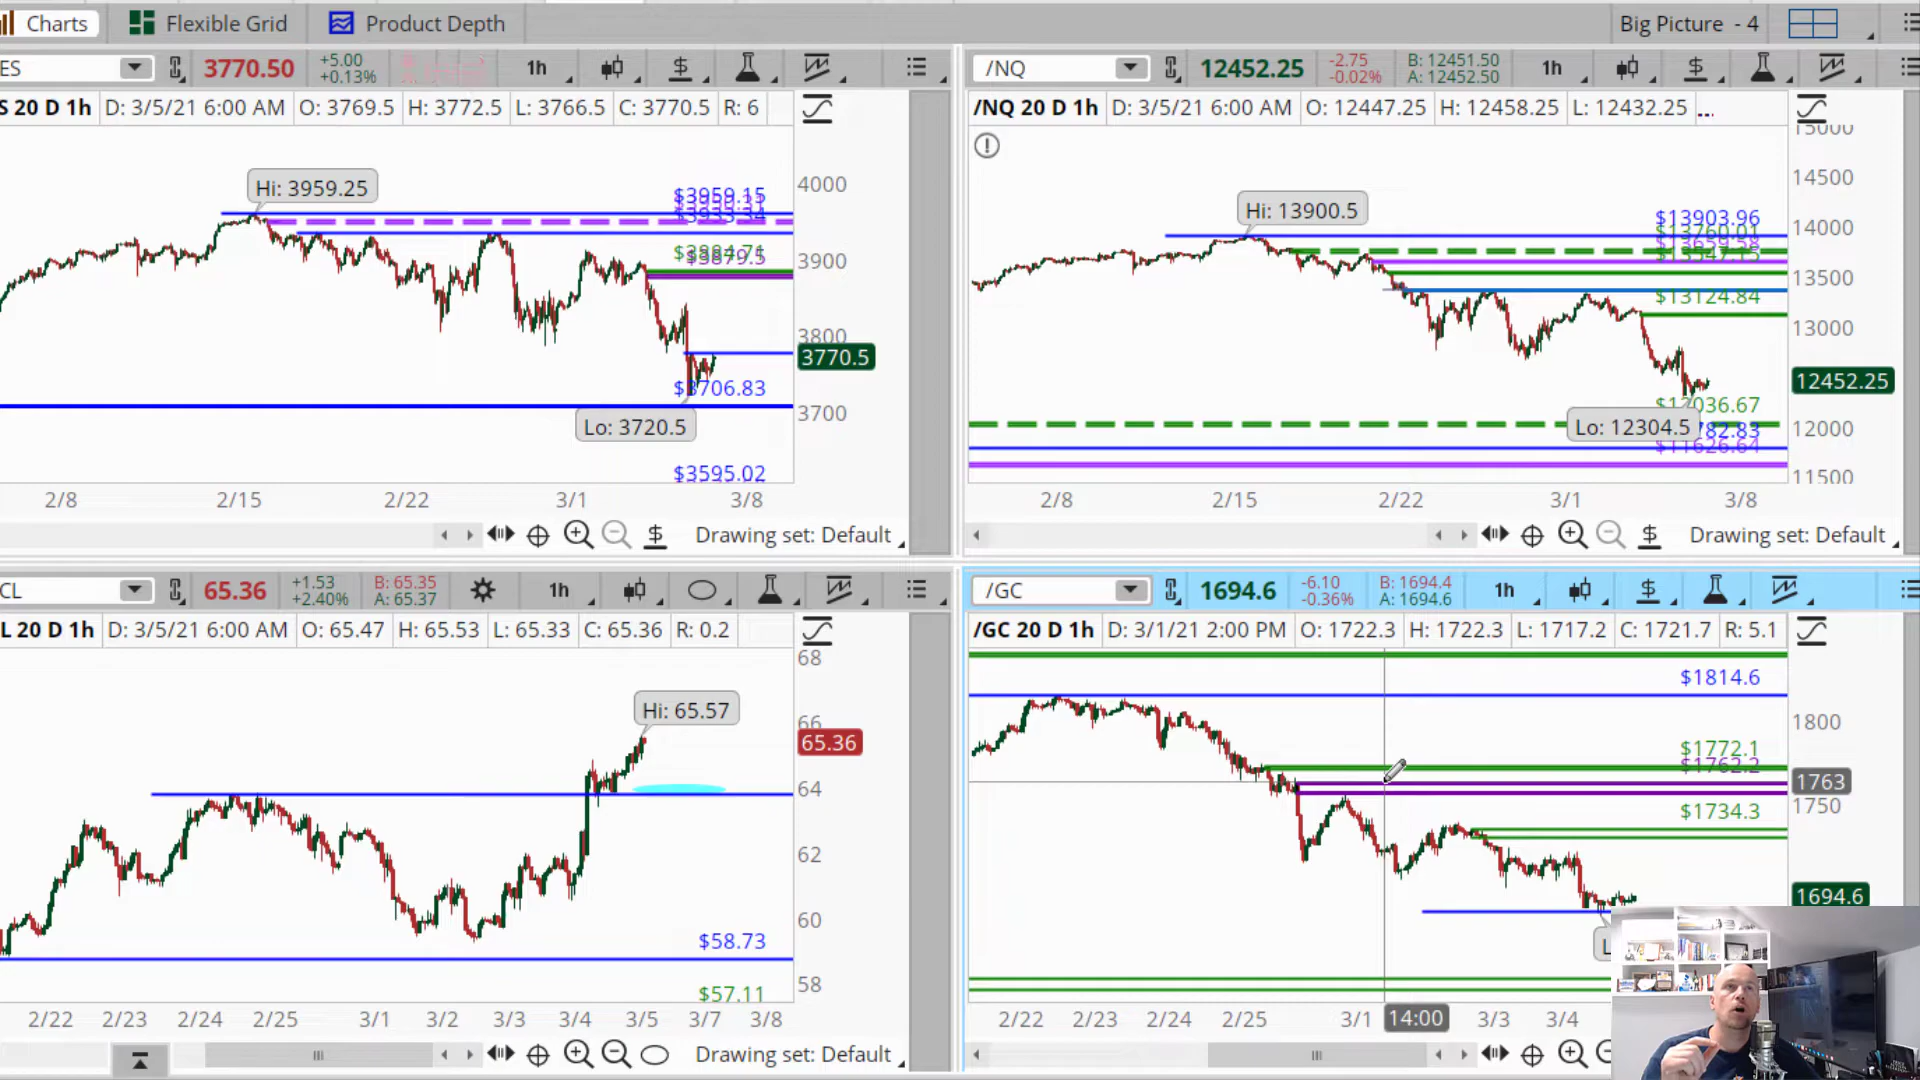 Charts Flexible Grid Product Depth Big Picture - 4
ES 3770.50 +5.00 +0.13% 1h
S 20 D 1h D: 3/5/21 6:00 AM O: 3769.5 H: 3772.5 L: 3766.5 C: 3770.5 R: 6
Hi: 3959.25
$3959.15
$3933.34
$3884.71
$3879.5
$3706.83
Lo: 3720.5
$3595.02
4000
3900
3800
3770.5
3700
2/8 2/15 2/22 3/1 3/8
Drawing set: Default
/NQ 12452.25 -2.75 -0.02% B: 12451.50 A: 12452.50 1h
/NQ 20 D 1h D: 3/5/21 6:00 AM O: 12447.25 H: 12458.25 L: 12432.25 ...
Hi: 13900.5
$13903.96
$13760.01
$13659.58
$13547.15
$13124.84
$12036.67
Lo: 12304.5
782.83
$11626.64
15000
14500
14000
13500
13000
12452.25
12000
11500
2/8 2/15 2/22 3/1 3/8
Drawing set: Default
CL 65.36 +1.53 +2.40% B: 65.35 A: 65.37 1h
L 20 D 1h D: 3/5/21 6:00 AM O: 65.47 H: 65.53 L: 65.33 C: 65.36 R: 0.2
Hi: 65.57
$58.73
$57.11
68
66
65.36
64
62
60
58
2/22 2/23 2/24 2/25 3/1 3/2 3/3 3/4 3/5 3/7 3/8
Drawing set: Default
/GC 1694.6 -6.10 -0.36% B: 1694.4 A: 1694.6 1h
/GC 20 D 1h D: 3/1/21 2:00 PM O: 1722.3 H: 1722.3 L: 1717.2 C: 1721.7 R: 5.1
$1814.6
$1772.1
$1762.2
$1734.3
1800
1763
1750
1694.6
L
2/22 2/23 2/24 2/25 3/1 14:00 3/3 3/4